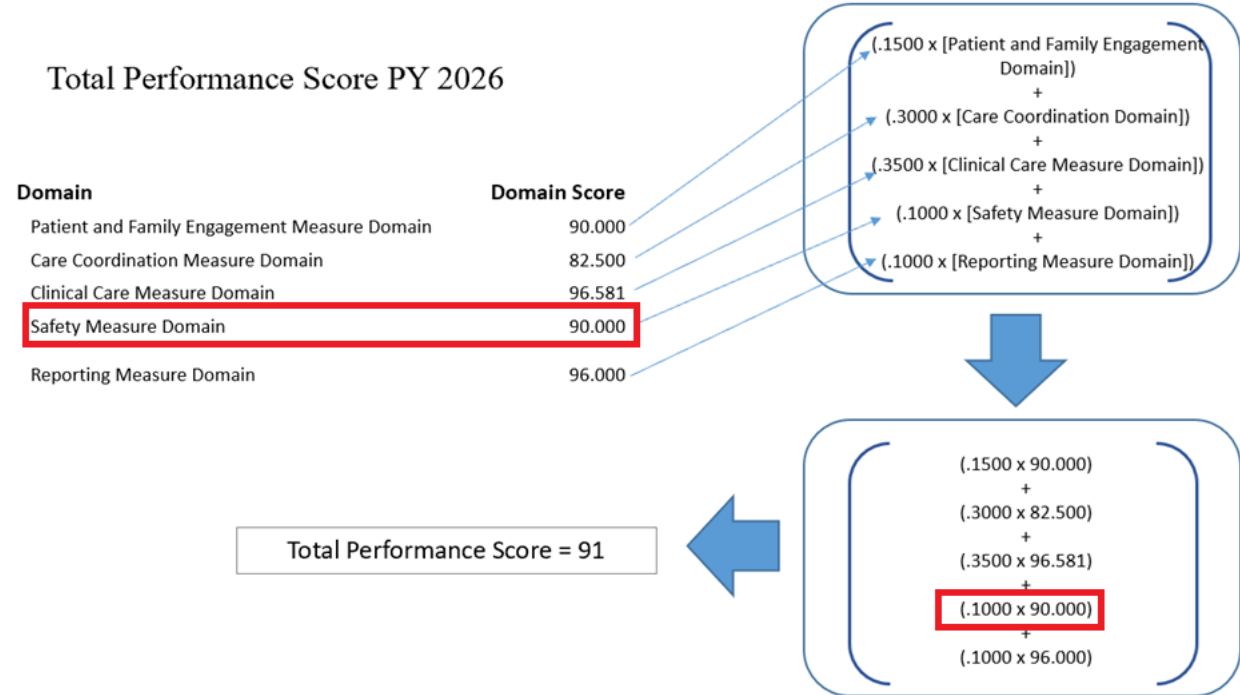 Total Performance Score PY 2026
Domain Domain Score
Patient and Family Engagement Measure Domain 90.000
Care Coordination Measure Domain 82.500
Clinical Care Measure Domain 96.581
Safety Measure Domain 90.000
Reporting Measure Domain 96.000
(.1500 x [Patient and Family Engagement
Domain])
+
(.3000 x [Care Coordination Domain])
+
(.3500 x [Clinical Care Measure Domain])
+
(.1000 x [Safety Measure Domain])
+
(.1000 x [Reporting Measure Domain])
(.1500 x 90.000)
+
(.3000 x 82.500)
+
(.3500 x 96.581)
+
(.1000 x 90.000)
+
(.1000 x 96.000)
Total Performance Score = 91